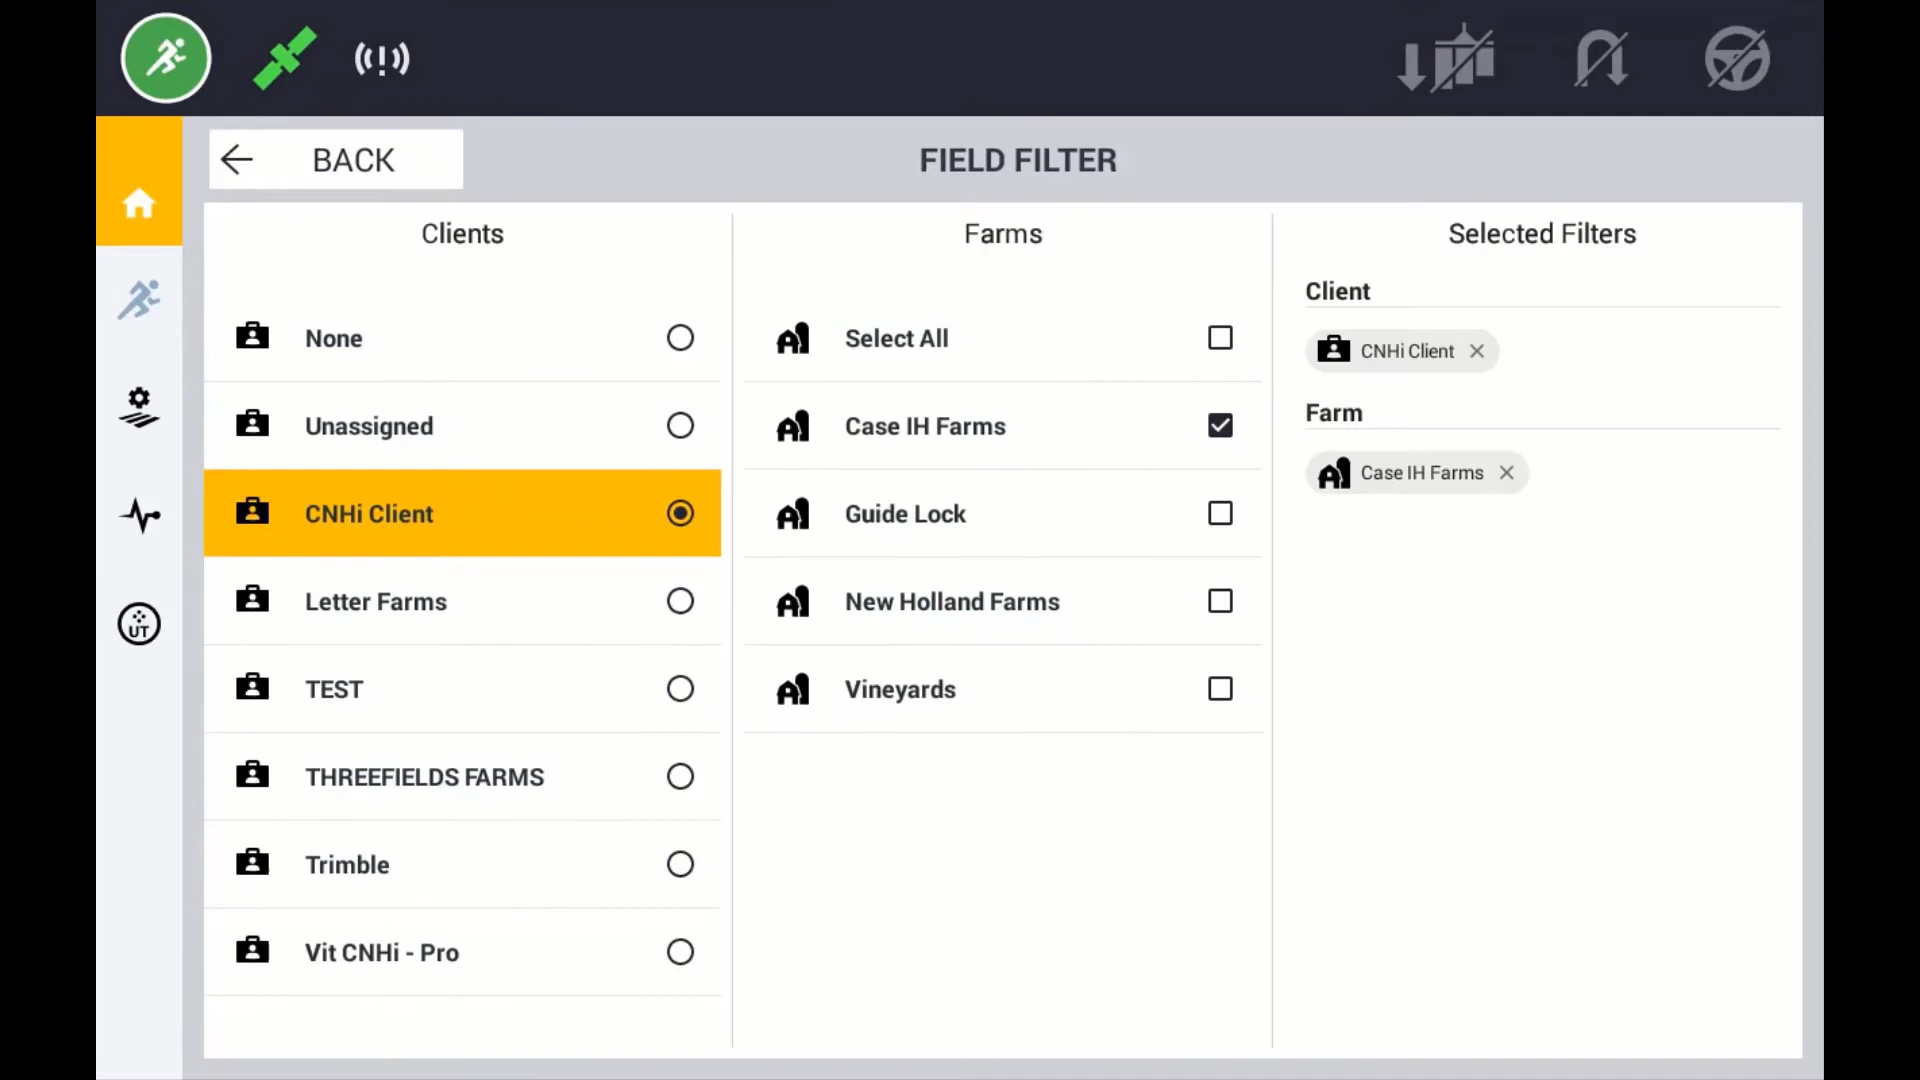 BACK
FIELD FILTER
Clients
None
Unassigned
CNHi Client
Letter Farms
TEST
THREEFIELDS FARMS
Trimble
Vit CNHi - Pro
Farms
Select All
Case IH Farms
Guide Lock
New Holland Farms
Vineyards
Selected Filters
Client
CNHi Client
Farm
Case IH Farms
UT